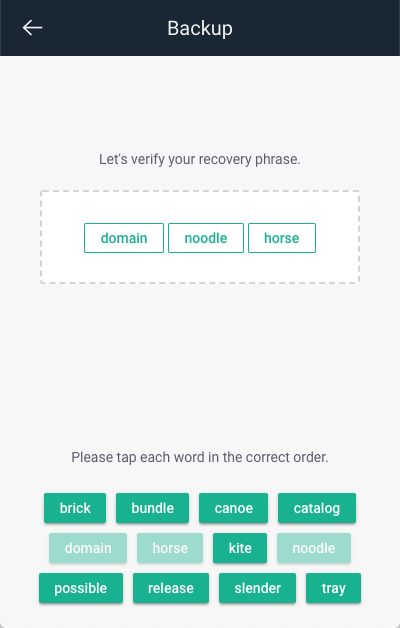 Backup
Let's verify your recovery phrase.
domain noodle horse
Please tap each word in the correct order.
brick bundle canoe catalog
domain horse kite noodle
possible release slender tray